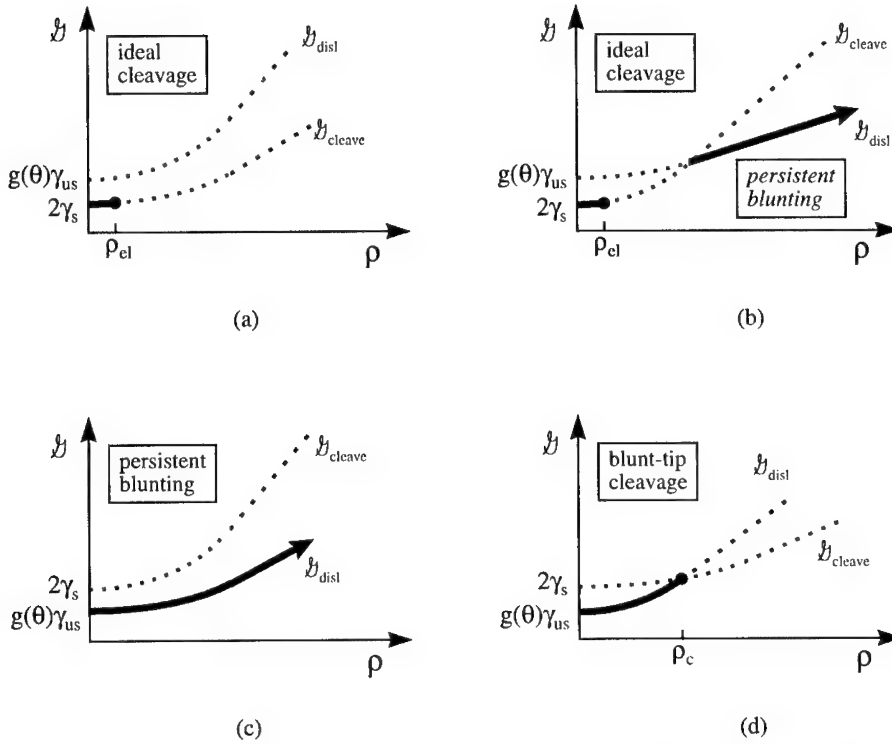 𝒢
ideal
cleavage
𝒢disl
𝒢cleave
g(θ)γus
2γs
ρel
ρ
(a)
𝒢
ideal
cleavage
𝒢cleave
𝒢disl
g(θ)γus
2γs
persistent
blunting
ρel
ρ
(b)
𝒢
persistent
blunting
𝒢cleave
𝒢disl
2γs
g(θ)γus
ρ
(c)
𝒢
blunt-tip
cleavage
𝒢disl
𝒢cleave
2γs
g(θ)γus
ρc
ρ
(d)